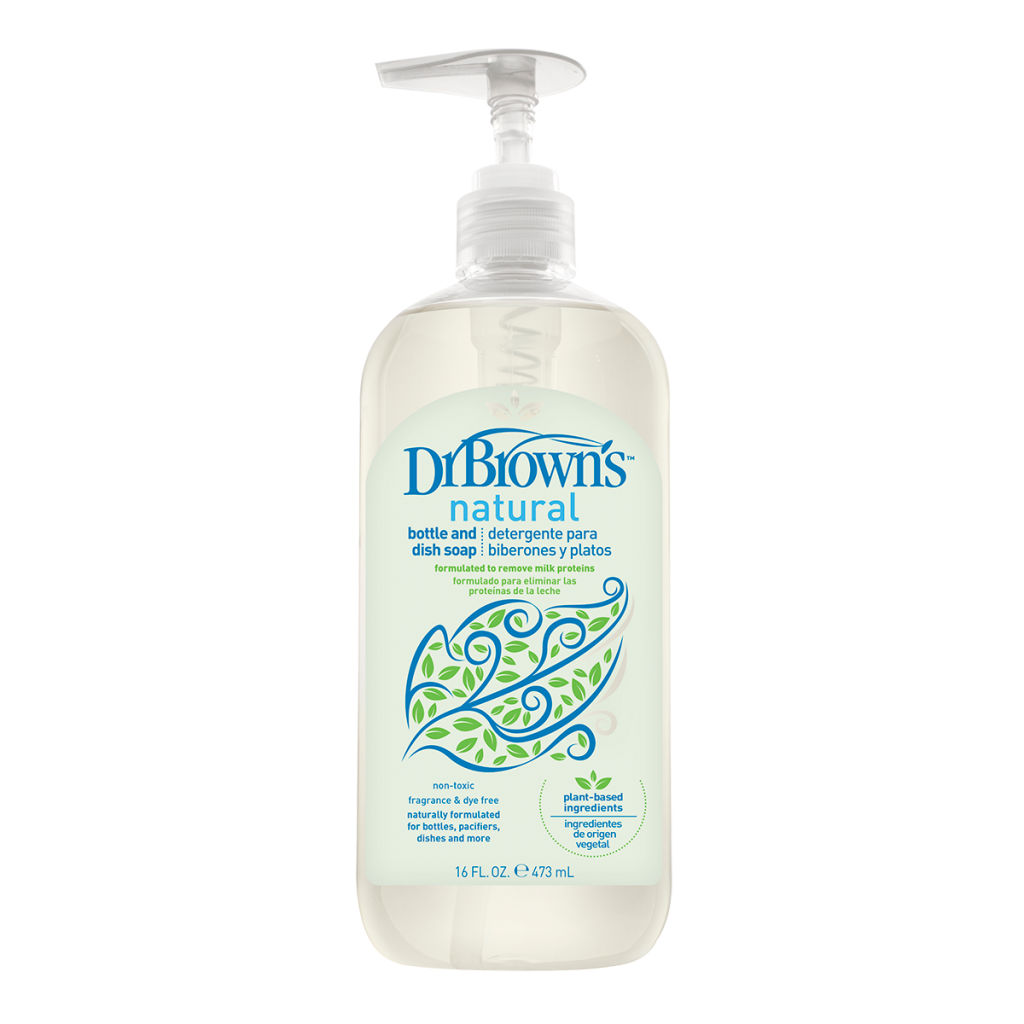 DrBrown's™
natural
bottle and
dish soap
detergente para
biberones y platos
formulated to remove milk proteins
formulado para eliminar las
proteínas de la leche
non-toxic
fragrance & dye free
naturally formulated
for bottles, pacifiers,
dishes and more
plant-based
ingredients
ingredientes
de origen
vegetal
16 FL. OZ. ℮ 473 mL